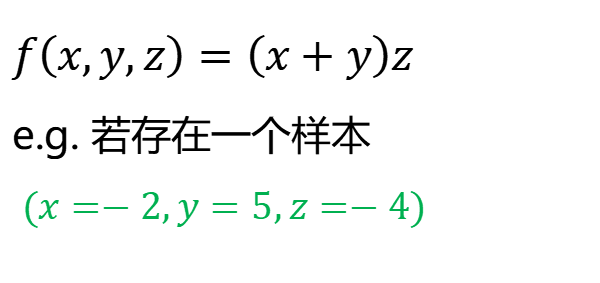 f(x, y, z) = (x + y)z
e.g. 若存在一个样本
(x =− 2, y = 5, z =− 4)